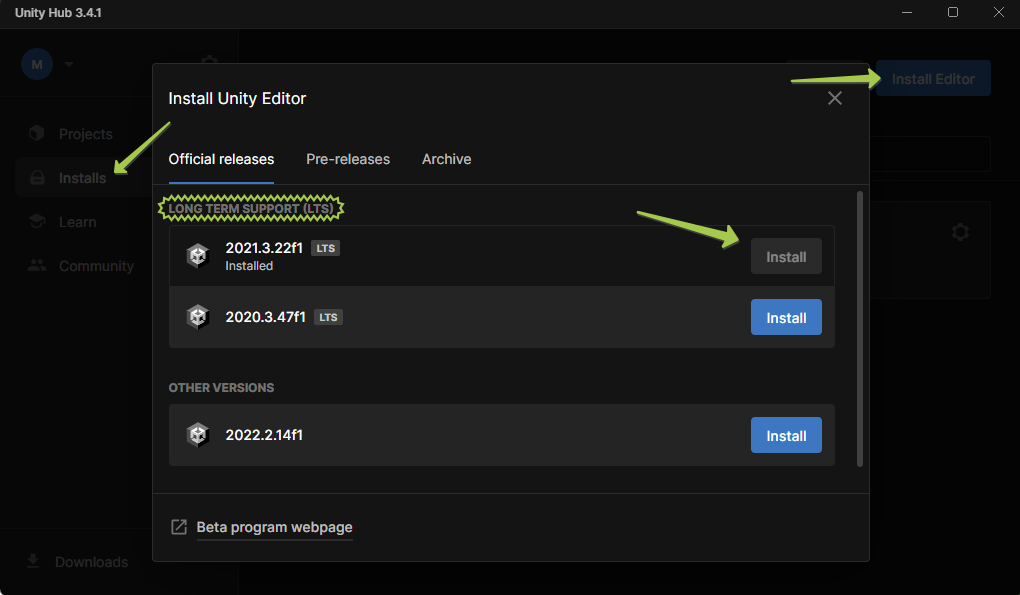 Unity Hub 3.4.1
M
Install Editor
Install Unity Editor
Projects
Official releases
Pre-releases
Archive
Installs
LONG TERM SUPPORT (LTS)
Learn
2021.3.22f1 LTS
Installed
Install
Community
2020.3.47f1 LTS
Install
OTHER VERSIONS
2022.2.14f1
Install
Beta program webpage
Downloads